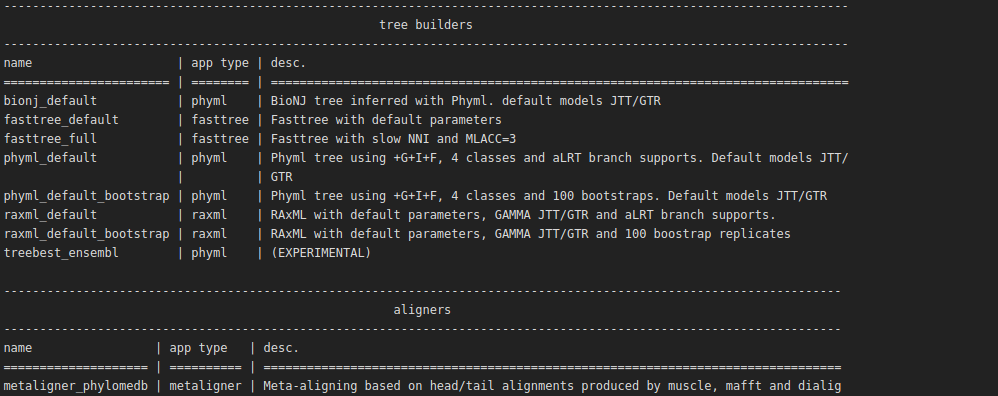 ---------------------------------------------------------------------------------------------------------------------
tree builders
---------------------------------------------------------------------------------------------------------------------
name | app type | desc.
======================= | ======== | ================================================================================
bionj_default | phyml | BioNJ tree inferred with Phyml. default models JTT/GTR
fasttree_default | fasttree | Fasttree with default parameters
fasttree_full | fasttree | Fasttree with slow NNI and MLACC=3
phyml_default | phyml | Phyml tree using +G+I+F, 4 classes and aLRT branch supports. Default models JTT/
| | GTR
phyml_default_bootstrap | phyml | Phyml tree using +G+I+F, 4 classes and 100 bootstraps. Default models JTT/GTR
raxml_default | raxml | RAxML with default parameters, GAMMA JTT/GTR and aLRT branch supports.
raxml_default_bootstrap | raxml | RAxML with default parameters, GAMMA JTT/GTR and 100 boostrap replicates
treebest_ensembl | phyml | (EXPERIMENTAL)
--------------------------------------------------------------------------------------------------------------------
aligners
--------------------------------------------------------------------------------------------------------------------
name | app type | desc.
==================== | ========== | ================================================================================
metaligner_phylomedb | metaligner | Meta-aligning based on head/tail alignments produced by muscle, mafft and dialig